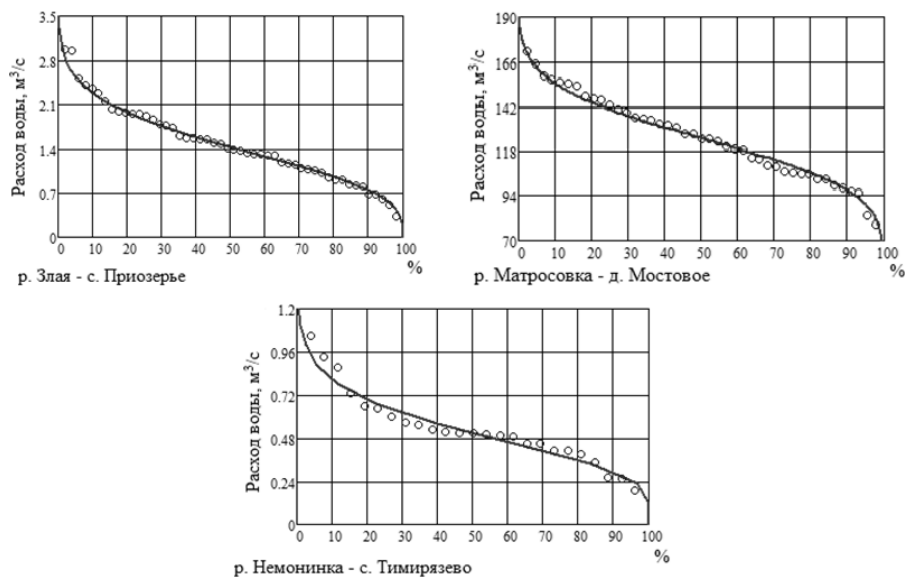 Расход воды, м³/с
3.5
2.8
2.1
1.4
0.7
0
0 10 20 30 40 50 60 70 80 90 100
%
р. Злая - с. Приозерье
Расход воды, м³/с
190
166
142
118
94
70
0 10 20 30 40 50 60 70 80 90 100
%
р. Матросовка - д. Мостовое
Расход воды, м³/с
1.2
0.96
0.72
0.48
0.24
0
0 10 20 30 40 50 60 70 80 90 100
%
р. Немонинка - с. Тимирязево